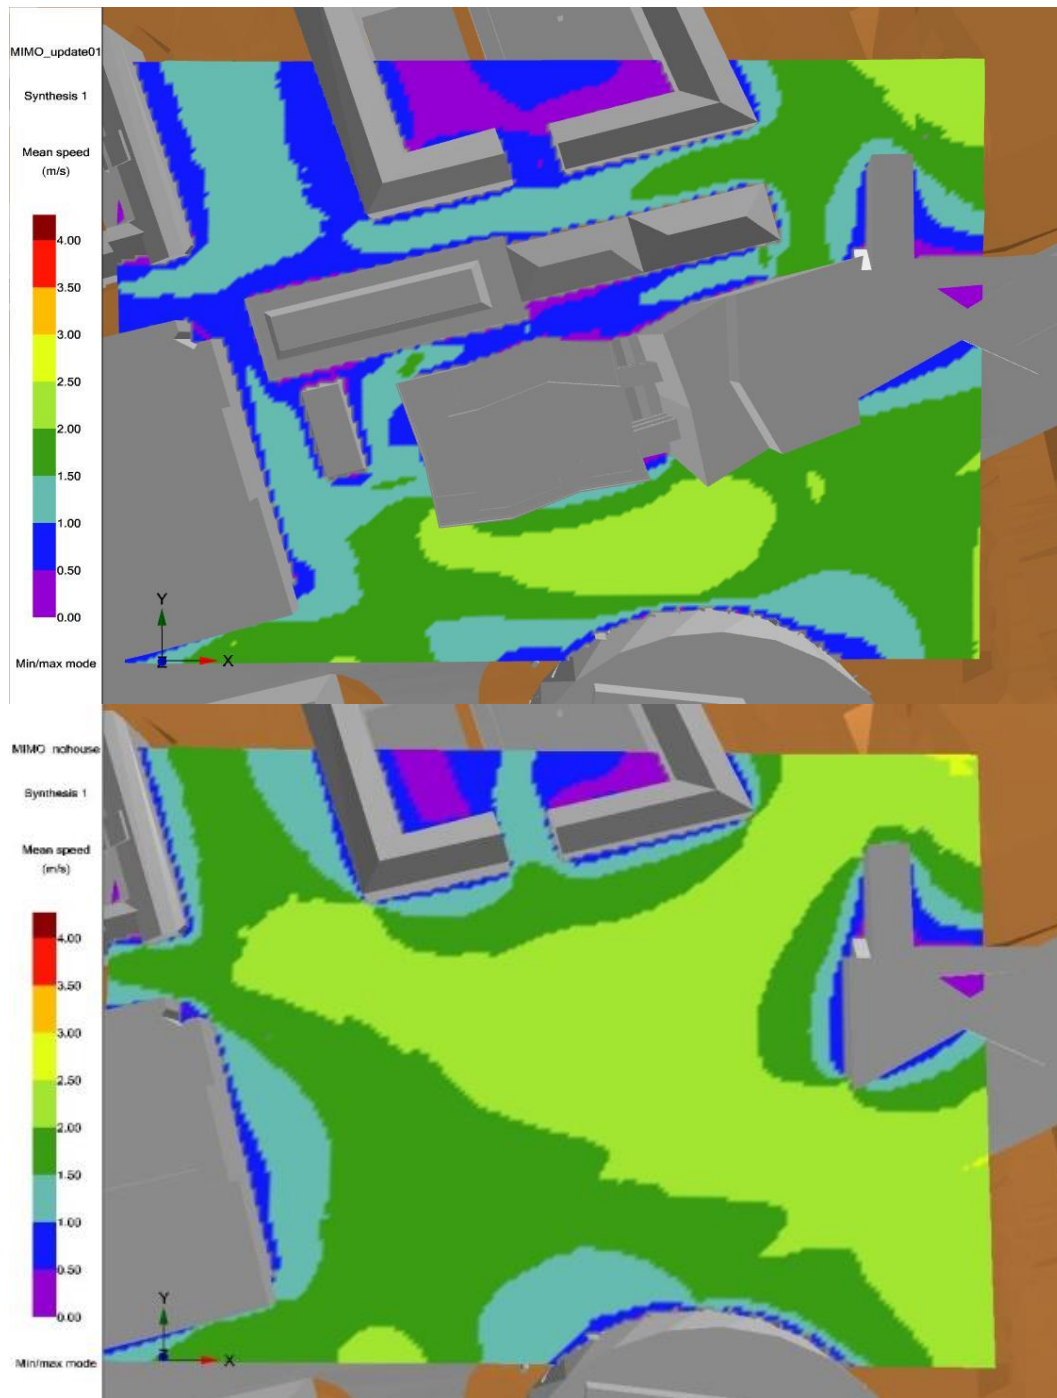 MIMO_update01
Synthesis 1
Mean speed
(m/s)
4.00
3.50
3.00
2.50
2.00
1.50
1.00
0.50
0.00
Min/max mode
Y
X
Z
MIMO_nohouse
Synthesis 1
Mean speed
(m/s)
4.00
3.50
3.00
2.50
2.00
1.50
1.00
0.50
0.00
Min/max mode
Y
X